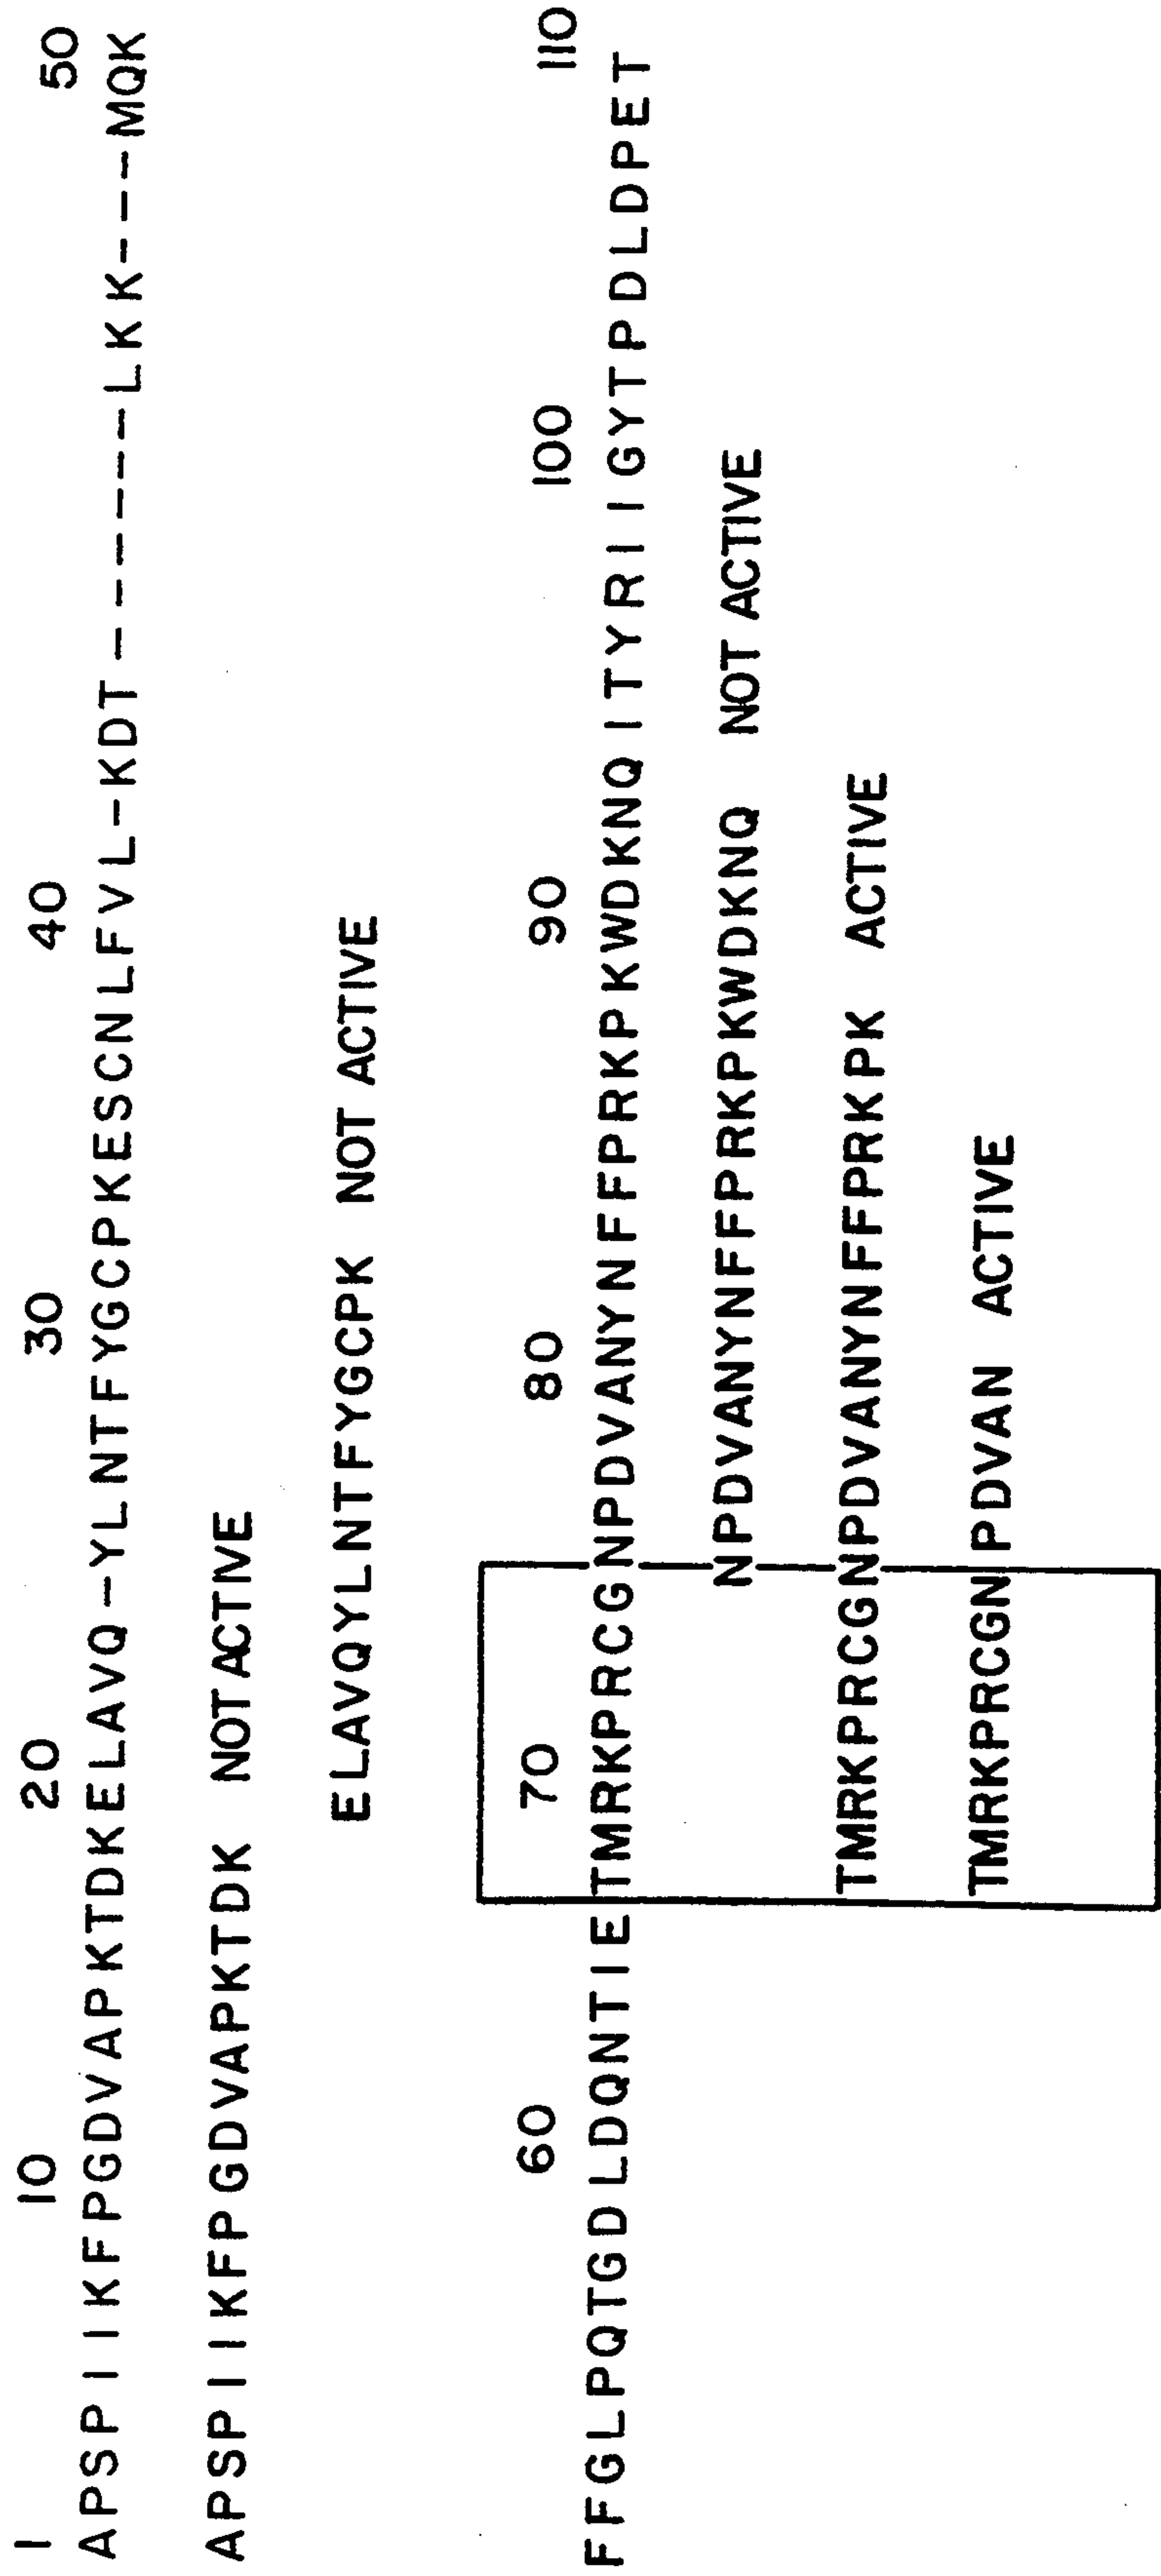 1 10 20 30 40 50
APSPIIKFPGDVAPKTDKELAVQ-YLNTFYGCPKESCNLFVL-KDT------LKK---MQK
APSPIIKFPGDVAPKTDK NOT ACTIVE
ELAVQYLNTFYGCPK NOT ACTIVE
60 70 80 90 100 110
FFGLPQTGDLDQNTIETMRKPRCGNPDVANYNFFPRKPKWDKNQITYRIIGYTPDLDPET
NPDVANYNFFPRKPKWDKNQ NOT ACTIVE
TMRKPRCGNPDVANYNFFPRKPK ACTIVE
TMRKPRCGNPDVAN ACTIVE